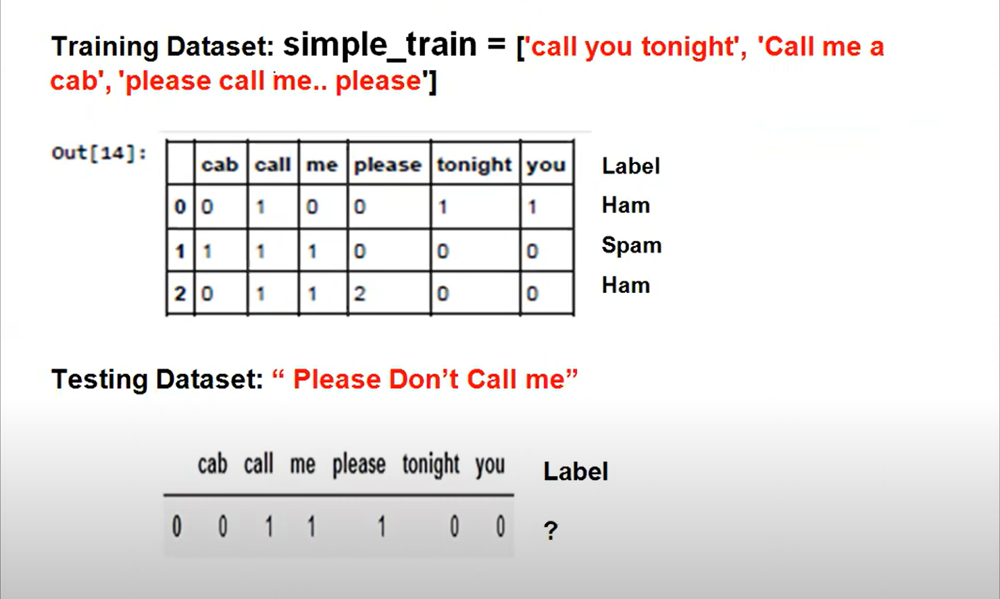 Training Dataset: simple_train = ['call you tonight', 'Call me a
cab', 'please call me.. please']
Out[14]:
cab call me please tonight you Label
0 0 1 0 0 1 1 Ham
1 1 1 1 0 0 0 Spam
2 0 1 1 2 0 0 Ham
Testing Dataset: “ Please Don’t Call me”
cab call me please tonight you Label
0 0 1 1 1 0 0 ?